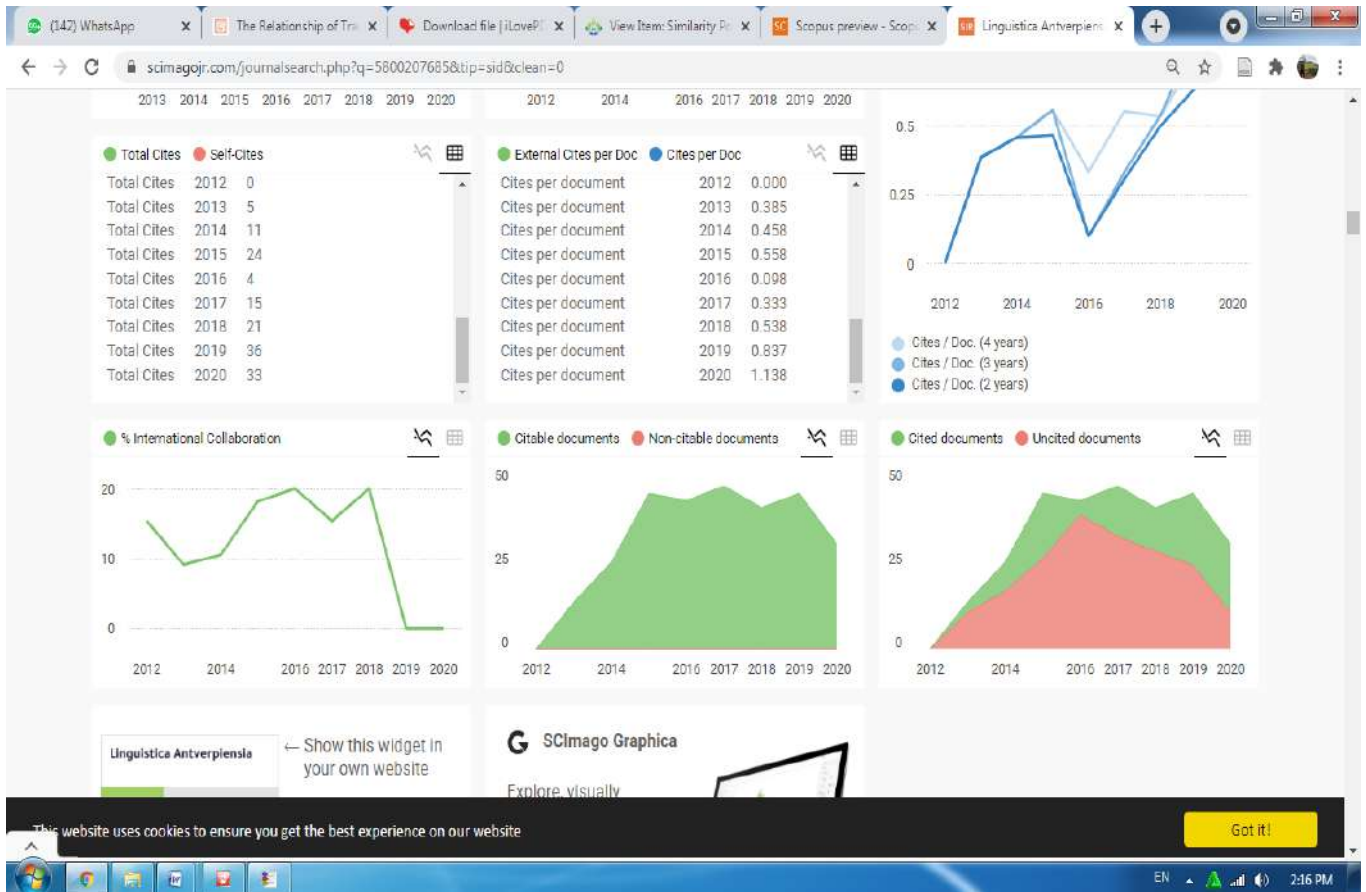 (142) WhatsApp
The Relationship of Tra
Download file | iLovePD
View Item: Similarity Pe
Scopus preview - Scopu
Linguistica Antverpiens
scimagojr.com/journalsearch.php?q=5800207685&tip=sid&clean=0
2013 2014 2015 2016 2017 2018 2019 2020
2012 2014 2016 2017 2018 2019 2020
Total Cites Self-Cites
Total Cites 2012 0
Total Cites 2013 5
Total Cites 2014 11
Total Cites 2015 24
Total Cites 2016 4
Total Cites 2017 15
Total Cites 2018 21
Total Cites 2019 36
Total Cites 2020 33
External Cites per Doc Cites per Doc
Cites per document 2012 0.000
Cites per document 2013 0.385
Cites per document 2014 0.458
Cites per document 2015 0.558
Cites per document 2016 0.098
Cites per document 2017 0.333
Cites per document 2018 0.538
Cites per document 2019 0.837
Cites per document 2020 1.138
0.5
0.25
0
2012 2014 2016 2018 2020
Cites / Doc. (4 years)
Cites / Doc. (3 years)
Cites / Doc. (2 years)
% International Collaboration
20
10
0
2012 2014 2016 2017 2018 2019 2020
Citable documents Non-citable documents
50
25
0
2012 2014 2016 2017 2018 2019 2020
Cited documents Uncited documents
50
25
0
2012 2014 2016 2017 2018 2019 2020
Linguistica Antverpiensia
← Show this widget in
your own website
G SCImago Graphica
Explore, visually
This website uses cookies to ensure you get the best experience on our website
Got it!
EN 2:16 PM